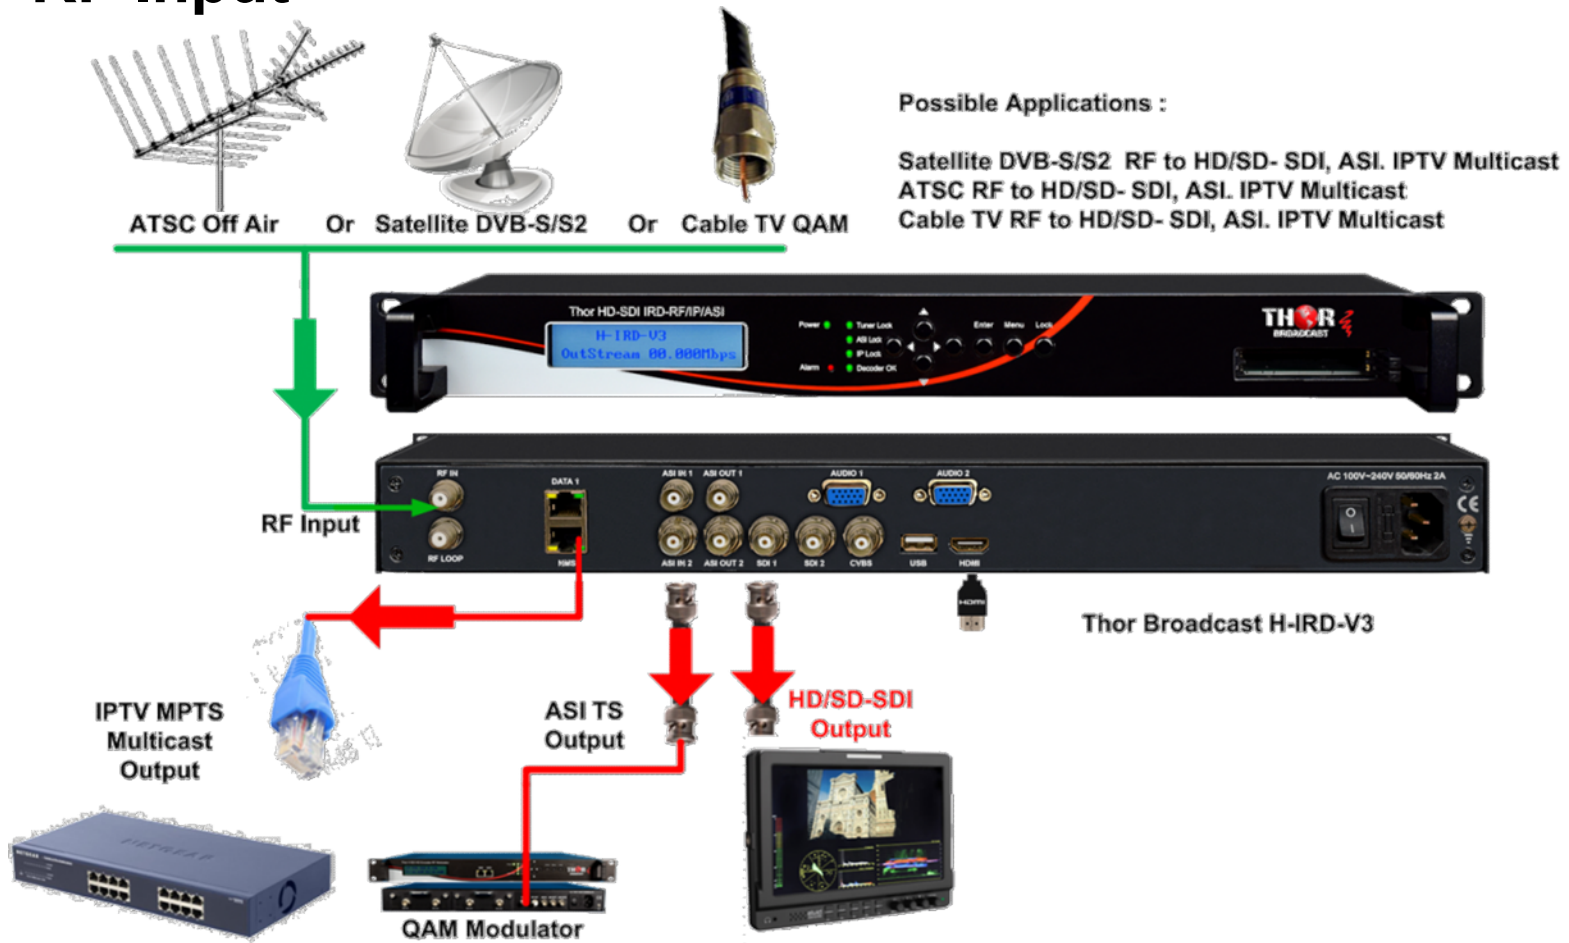 RF Input
ATSC Off Air Or Satellite DVB-S/S2 Or Cable TV QAM
Possible Applications :
Satellite DVB-S/S2 RF to HD/SD- SDI, ASI. IPTV Multicast
ATSC RF to HD/SD- SDI, ASI. IPTV Multicast
Cable TV RF to HD/SD- SDI, ASI. IPTV Multicast
Thor HD-SDI IRD-RF/IP/ASI
H-IRD-V3
OutStream 00.000Mbps
Power
Alarm
Tuner Lock
ASI Lock
IP Lock
Decoder OK
Enter Menu Lock
THOR
BROADCAST
RF IN
RF LOOP
DATA 1
NMS
ASI IN 1 ASI OUT 1
AUDIO 1 AUDIO 2
AC 100V~240V 50/60Hz 2A
CE
ASI IN 2 ASI OUT 2 SDI 1 SDI 2 CVBS USB HDMI
RF Input
HDMI
Thor Broadcast H-IRD-V3
IPTV MPTS
Multicast
Output
ASI TS
Output
HD/SD-SDI
Output
NETGEAR
NETGEAR
THOR
QAM Modulator